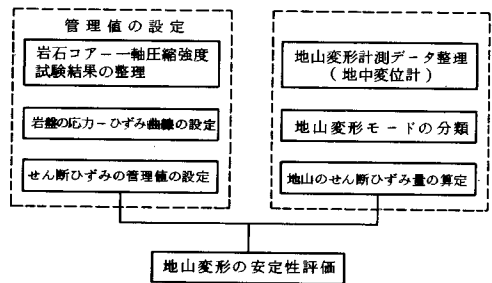 管理値の設定
岩石コアー一軸圧縮強度
試験結果の整理
岩盤の応力－ひずみ曲線の設定
せん断ひずみの管理値の設定
地山変形計測データ整理
(地中変位計)
地山変形モードの分類
地山のせん断ひずみ量の算定
地山変形の安定性評価